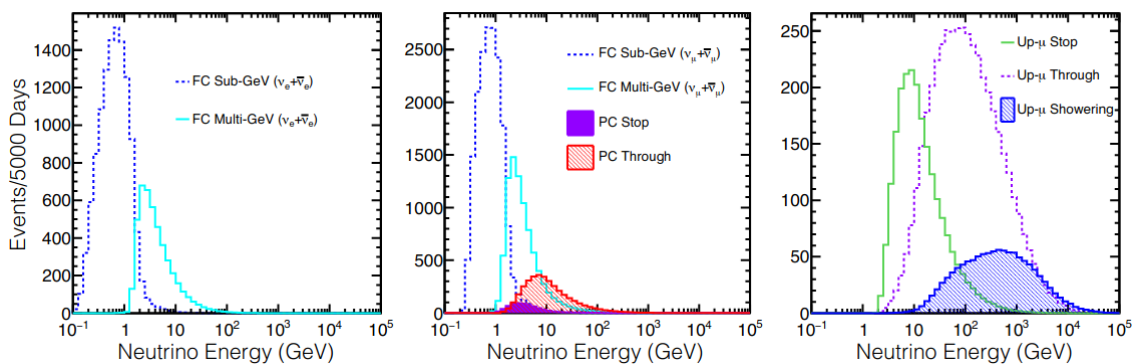 Events/5000 Days
1400
1200
1000
800
600
400
200
0
FC Sub-GeV (νe+ν̅e)
FC Multi-GeV (νe+ν̅e)
10⁻¹ 1 10 10² 10³ 10⁴ 10⁵
Neutrino Energy (GeV)
2500
2000
1500
1000
500
0
FC Sub-GeV (νμ+ν̅μ)
FC Multi-GeV (νμ+ν̅μ)
PC Stop
PC Through
10⁻¹ 1 10 10² 10³ 10⁴ 10⁵
Neutrino Energy (GeV)
250
200
150
100
50
0
Up-μ Stop
Up-μ Through
Up-μ Showering
10⁻¹ 1 10 10² 10³ 10⁴ 10⁵
Neutrino Energy (GeV)